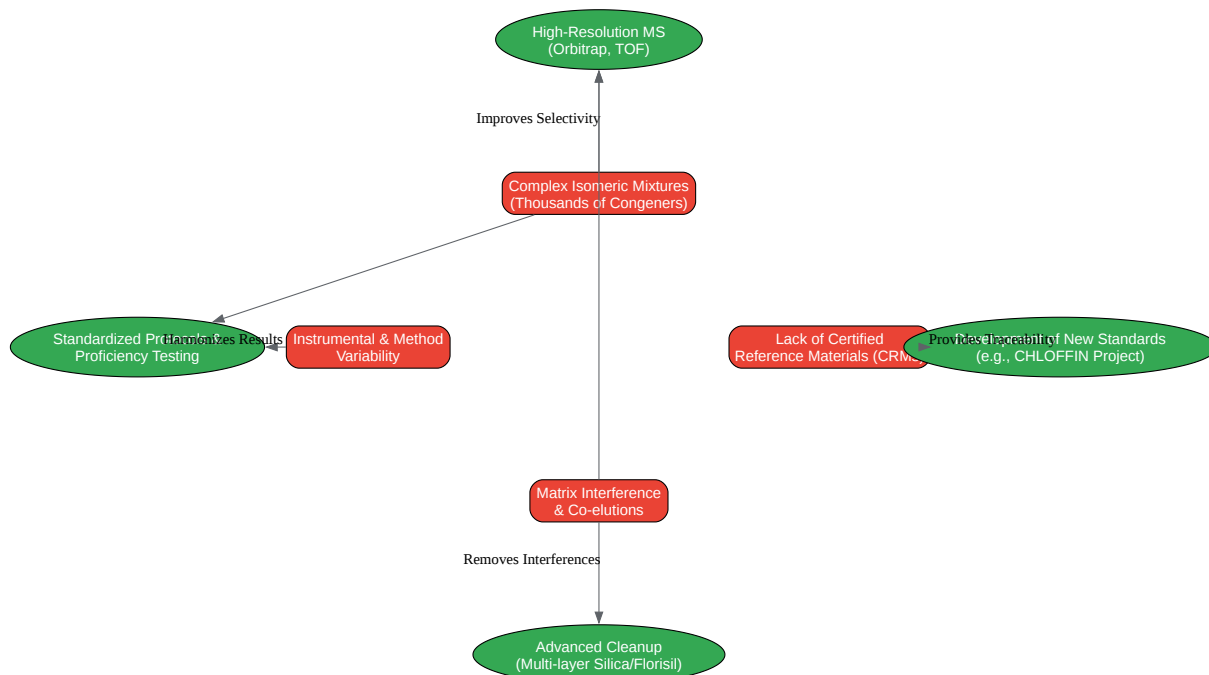 High-Resolution MS
(Orbitrap, TOF)
Improves Selectivity
Complex Isomeric Mixtures
(Thousands of Congeners)
Standardized Protocols &
Proficiency Testing
Harmonizes Results
Instrumental & Method
Variability
Lack of Certified
Reference Materials (CRMs)
Provides Traceability
Development of New Standards
(e.g., CHLOFFIN Project)
Matrix Interference
& Co-elutions
Removes Interferences
Advanced Cleanup
(Multi-layer Silica/Florisil)